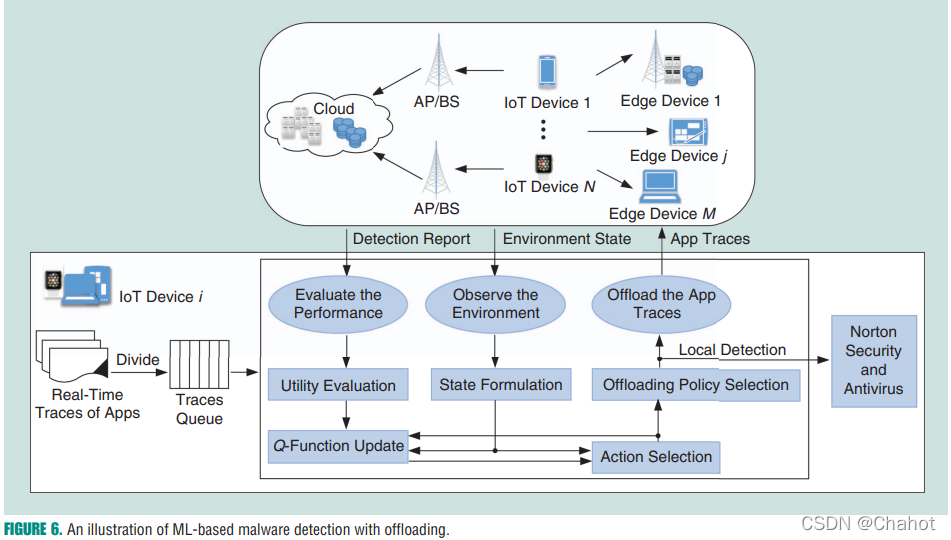 Cloud
AP/BS
IoT Device 1
Edge Device 1
Edge Device j
AP/BS
IoT Device N
Edge Device M
Detection Report
Environment State
App Traces
IoT Device i
Evaluate the
Performance
Observe the
Environment
Offload the App
Traces
Divide
Real-Time
Traces of Apps
Traces
Queue
Utility Evaluation
State Formulation
Offloading Policy Selection
Local Detection
Norton
Security
and
Antivirus
Q-Function Update
Action Selection
FIGURE 6. An illustration of ML-based malware detection with offloading.
CSDN @Chahot